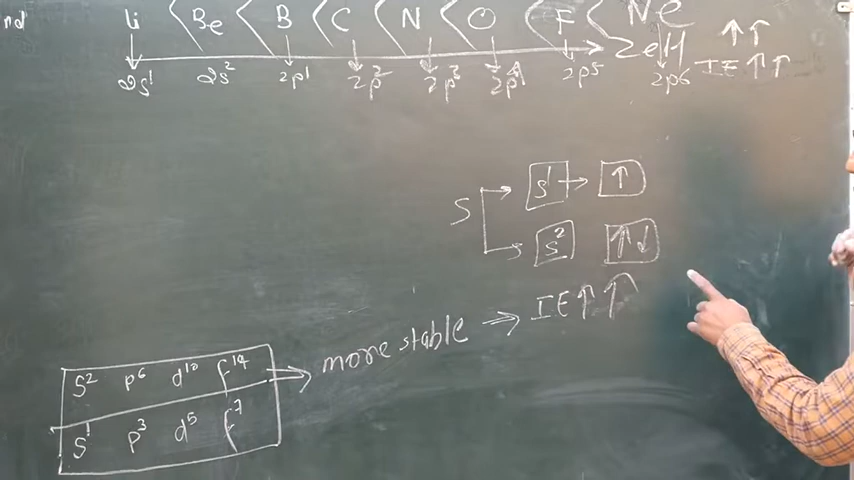 nd Li < Be < B < C < N < O < F < Ne
2s¹ 2s² 2p¹ 2p² 2p³ 2p⁴ 2p⁵ 2p⁶
Zeff ↑↑
IE ↑↑
S → s¹ → ↑
→ s² ↑↓
s² p⁶ d¹⁰ f¹⁴ ⇒ more stable ⇒ IE ↑↑
s¹ p³ d⁵ f⁷